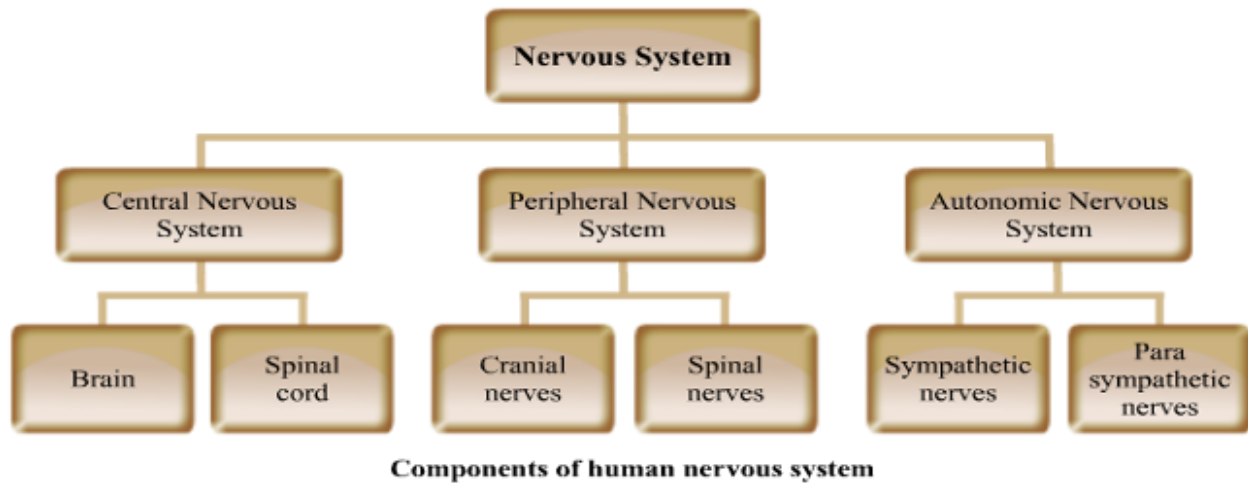 Nervous System
Central Nervous
System
Peripheral Nervous
System
Autonomic Nervous
System
Brain
Spinal
cord
Cranial
nerves
Spinal
nerves
Sympathetic
nerves
Para
sympathetic
nerves
Components of human nervous system